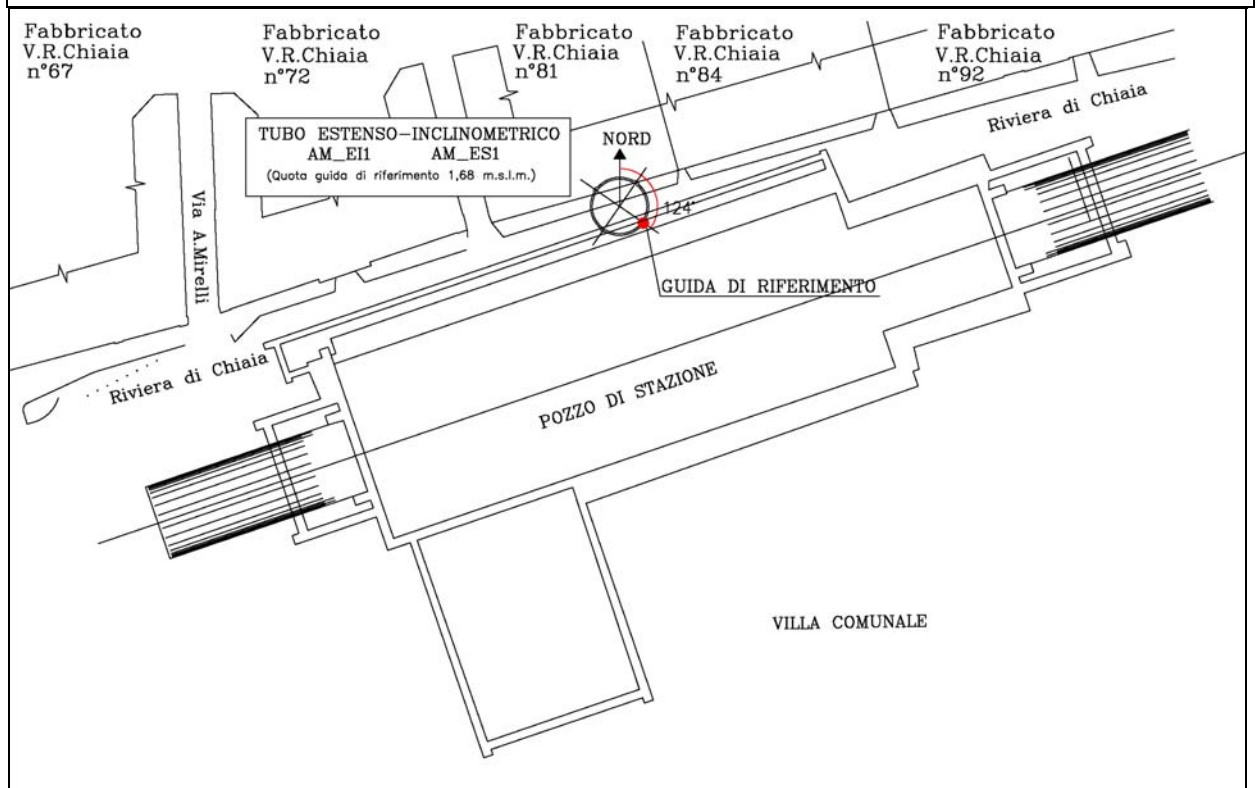 Fabbricato
V.R.Chiaia
n°67
Fabbricato
V.R.Chiaia
n°72
Fabbricato
V.R.Chiaia
n°81
Fabbricato
V.R.Chiaia
n°84
Fabbricato
V.R.Chiaia
n°92
Riviera di Chiaia
TUBO ESTENSO-INCLINOMETRICO
AM_EI1 AM_ES1
(Quota guida di riferimento 1,68 m.s.l.m.)
NORD
124°
Via A.Mirelli
GUIDA DI RIFERIMENTO
Riviera di Chiaia
POZZO DI STAZIONE
VILLA COMUNALE